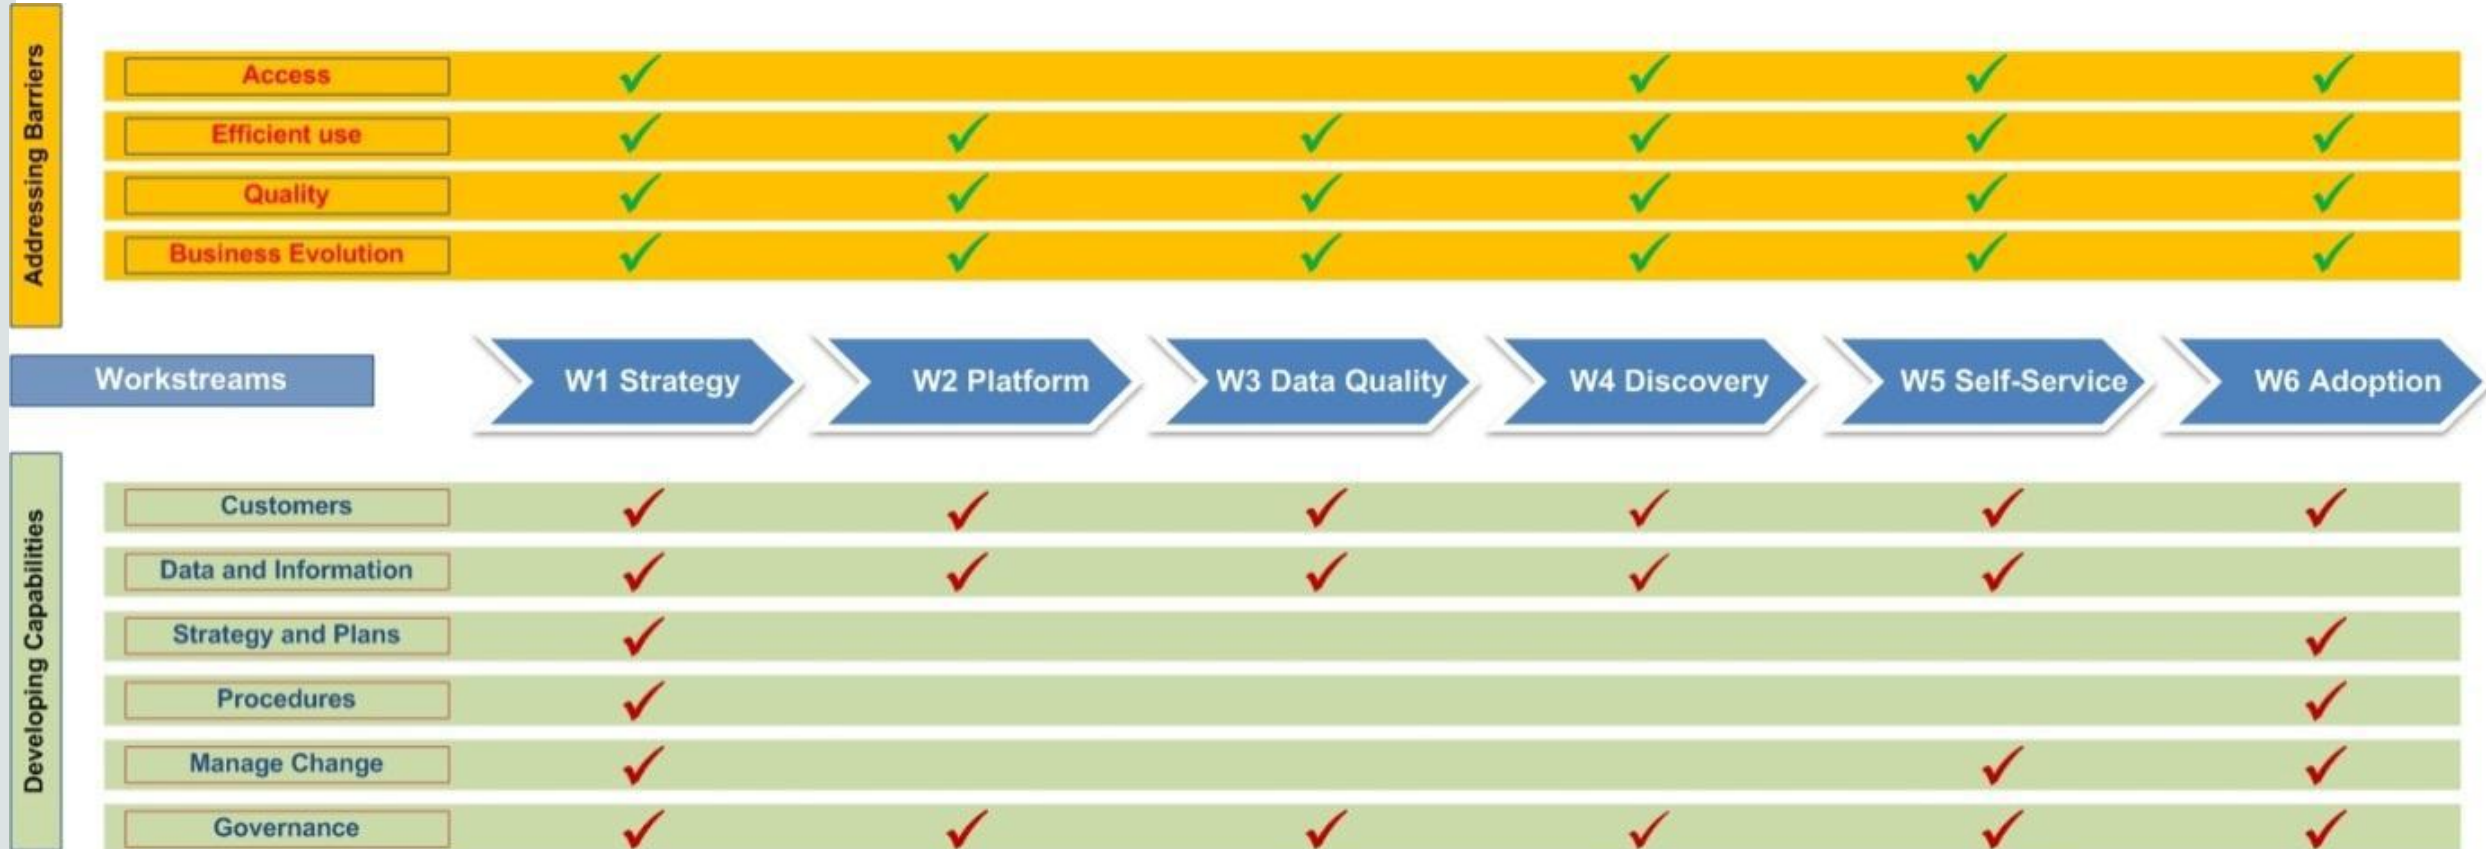 Addressing Barriers
Access
Efficient use
Quality
Business Evolution
Workstreams
W1 Strategy
W2 Platform
W3 Data Quality
W4 Discovery
W5 Self-Service
W6 Adoption
Developing Capabilities
Customers
Data and Information
Strategy and Plans
Procedures
Manage Change
Governance